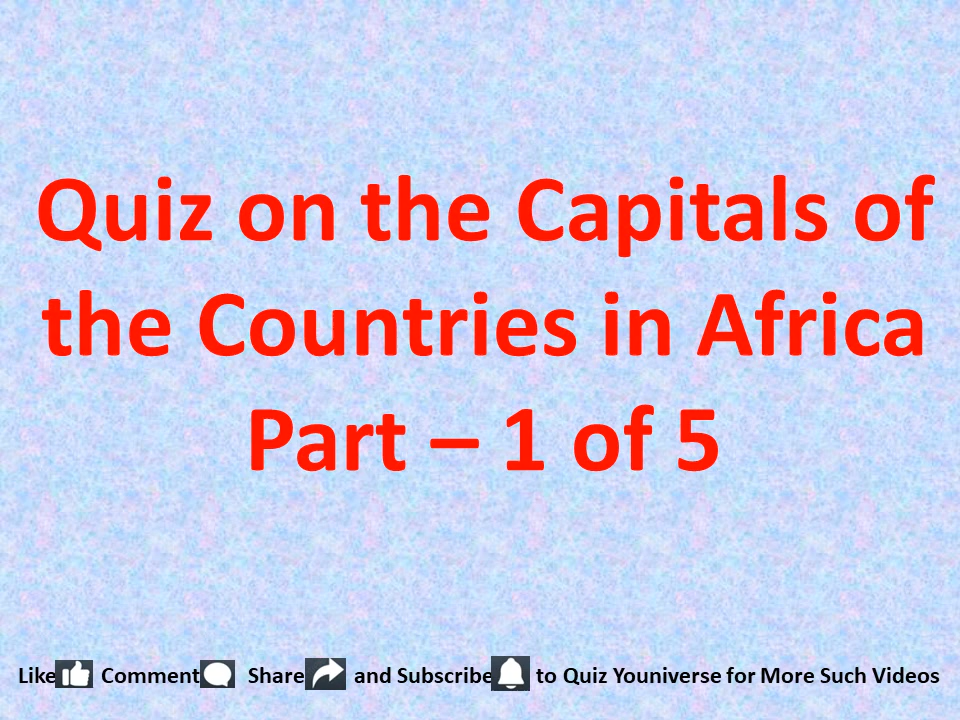 Quiz on the Capitals of
the Countries in Africa
Part – 1 of 5
Like Comment Share and Subscribe to Quiz Youniverse for More Such Videos